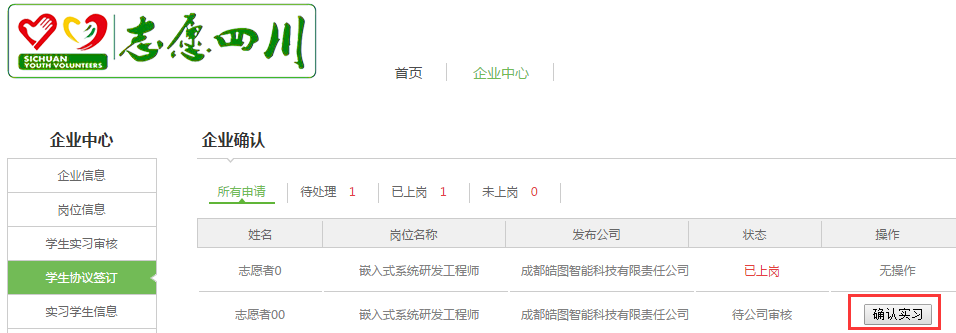 SICHUAN
YOUTH VOLUNTEERS
志愿四川
首页 企业中心
企业中心
企业信息
岗位信息
学生实习审核
学生协议签订
实习学生信息
企业确认
所有申请 待处理 1 已上岗 1 未上岗 0
姓名 岗位名称 发布公司 状态 操作
志愿者0 嵌入式系统研发工程师 成都皓图智能科技有限责任公司 已上岗 无操作
志愿者00 嵌入式系统研发工程师 成都皓图智能科技有限责任公司 待公司审核 确认实习